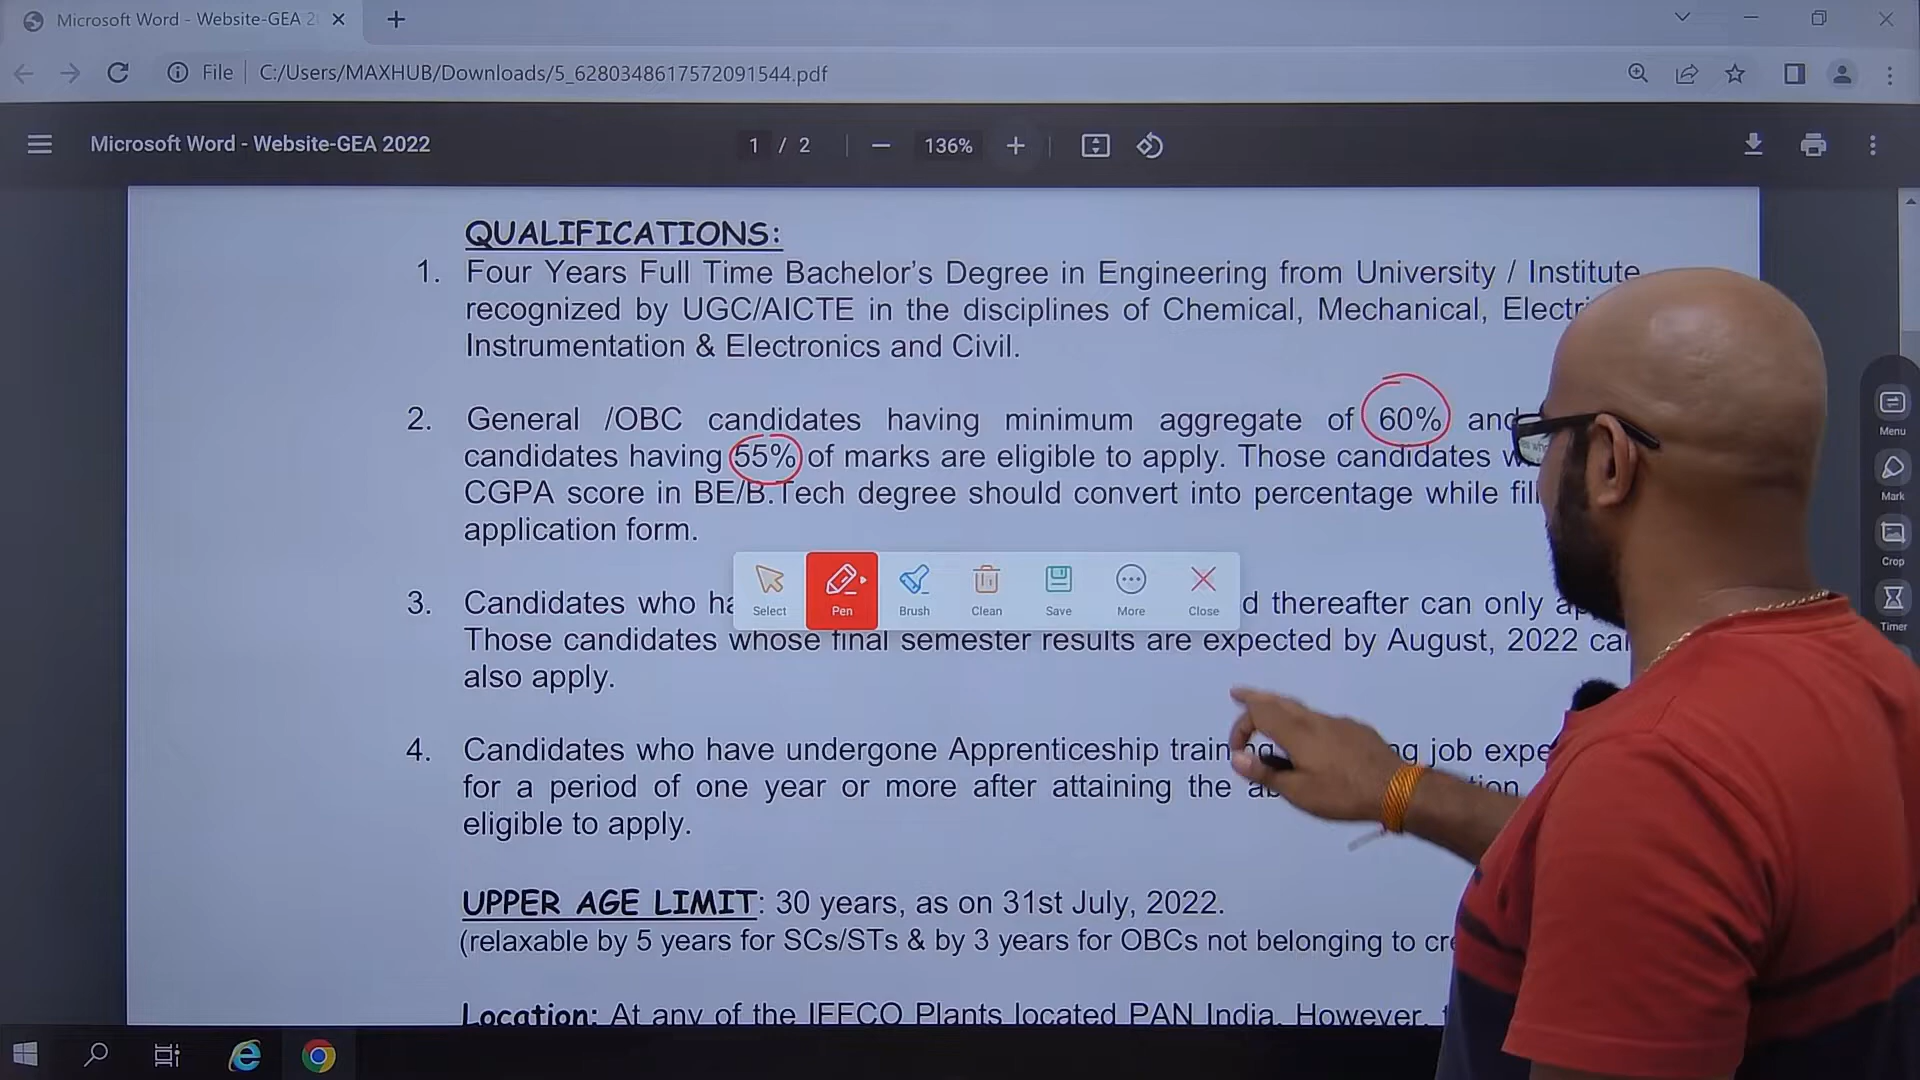 Microsoft Word - Website-GEA 2
File
C:/Users/MAXHUB/Downloads/5_6280348617572091544.pdf
Microsoft Word - Website-GEA 2022
1 / 2
136%
QUALIFICATIONS:
1. Four Years Full Time Bachelor's Degree in Engineering from University / Institute
recognized by UGC/AICTE in the disciplines of Chemical, Mechanical,
Instrumentation & Electronics and Civil.
2. General /OBC candidates having minimum aggregate of 60% and
candidates having 55% of marks are eligible to apply. Those candidates
CGPA score in BE/B.Tech degree should convert into percentage while
application form.
Select
Pen
Brush
Clean
Save
More
Close
3. Candidates who thereafter can only
Those candidates whose final semester results are expected by August, 2022
also apply.
4. Candidates who have undergone Apprenticeship job
for a period of one year or more after attaining the
eligible to apply.
UPPER AGE LIMIT: 30 years, as on 31st July, 2022.
(relaxable by 5 years for SCs/STs & by 3 years for OBCs not belonging to
Location: At any of the IFFCO Plants located PAN India. However,
Menu
Mark
Crop
Timer